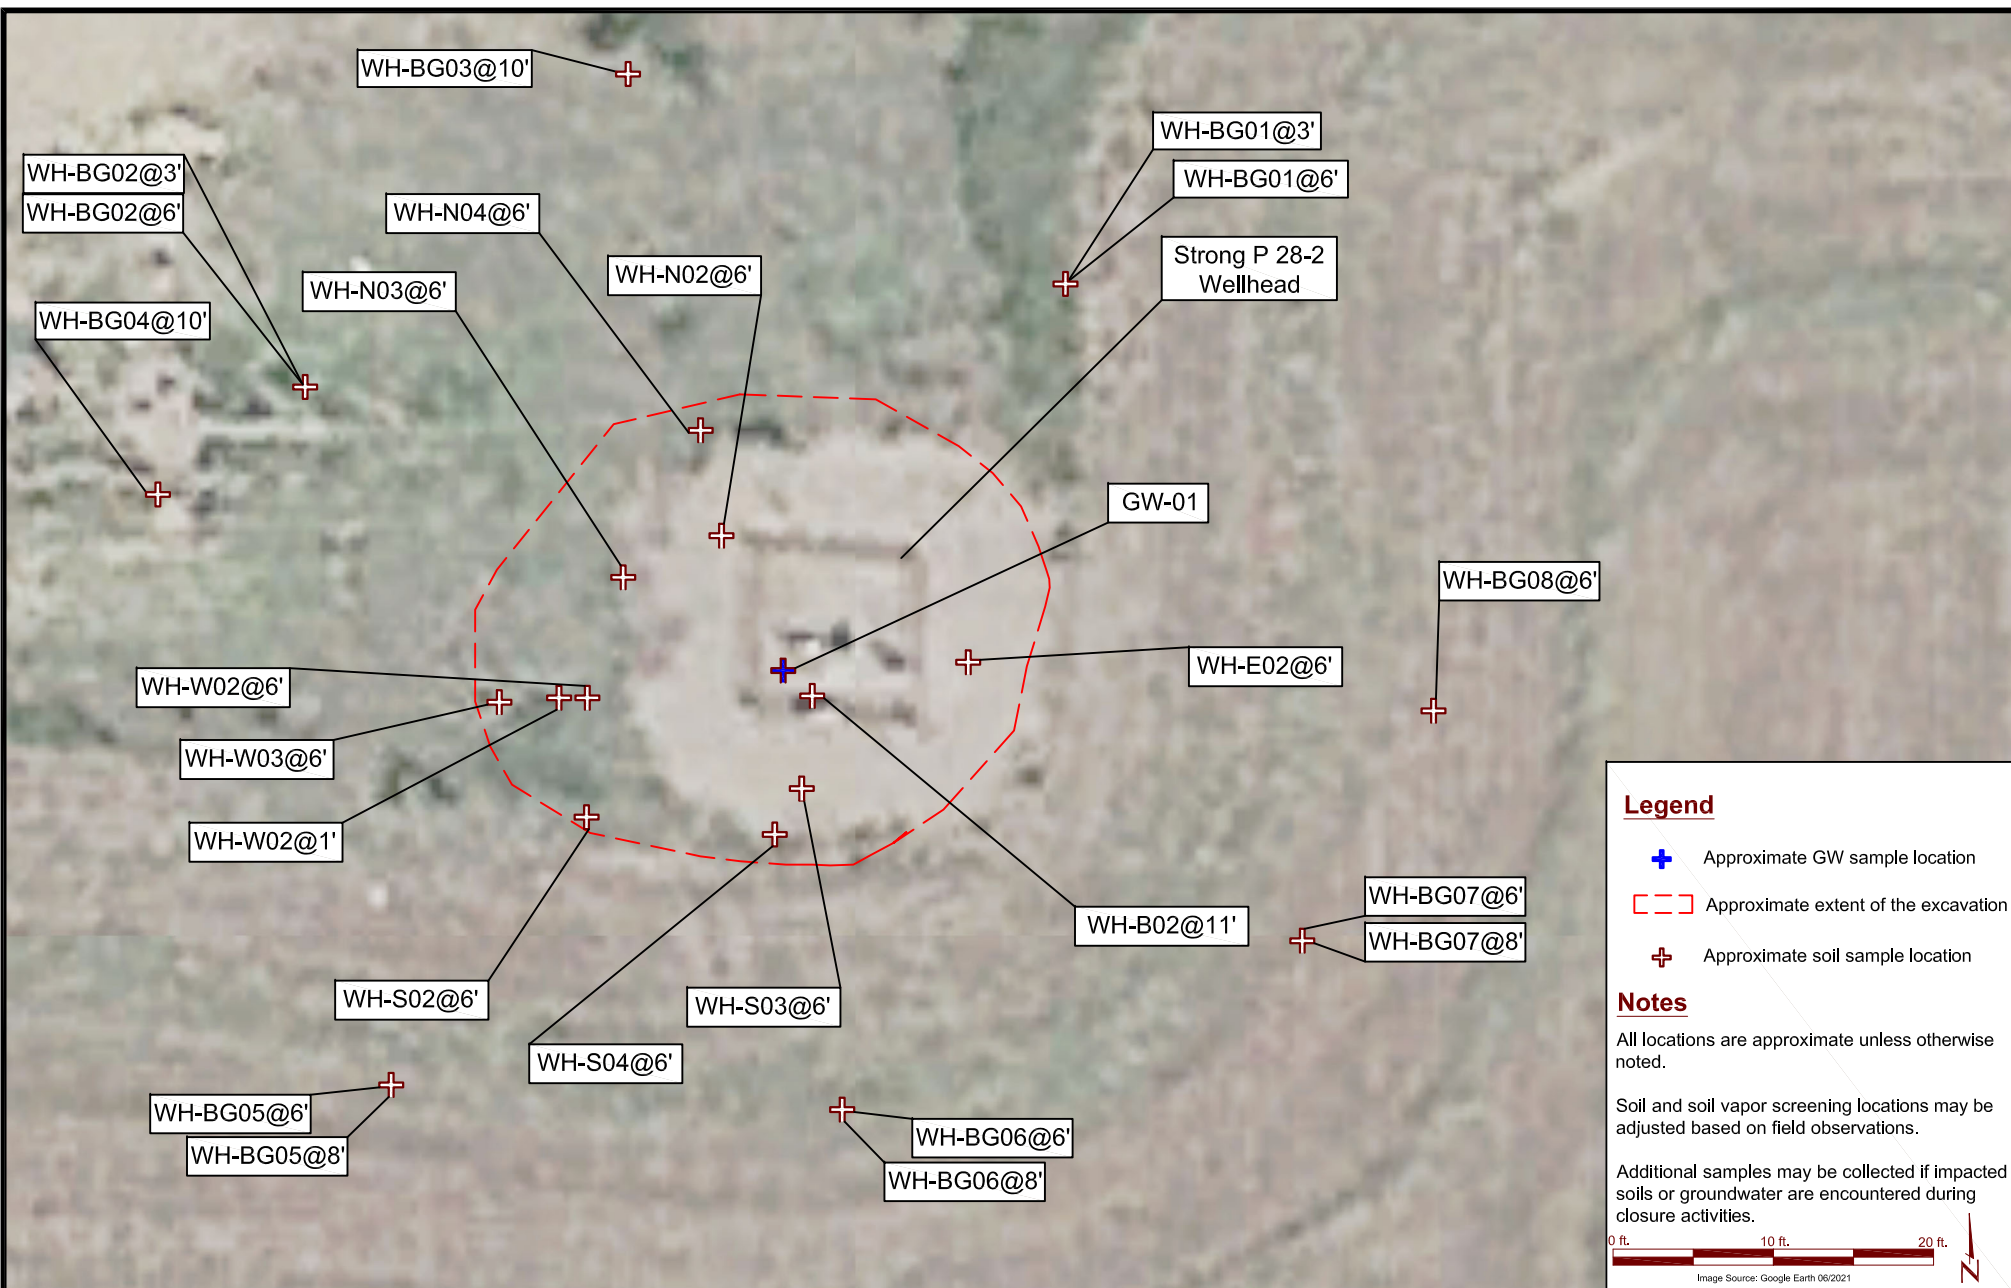 WH-BG03@10'
WH-BG01@3'
WH-BG01@6'
WH-BG02@3'
WH-BG02@6'
WH-N04@6'
WH-N02@6'
Strong P 28-2
Wellhead
WH-N03@6'
WH-BG04@10'
GW-01
WH-BG08@6'
WH-E02@6'
WH-W02@6'
WH-W03@6'
WH-W02@1'
WH-B02@11'
WH-BG07@6'
WH-BG07@8'
WH-S02@6'
WH-S03@6'
WH-S04@6'
WH-BG05@6'
WH-BG05@8'
WH-BG06@6'
WH-BG06@8'
Legend
Approximate GW sample location
Approximate extent of the excavation
Approximate soil sample location
Notes
All locations are approximate unless otherwise
noted.
Soil and soil vapor screening locations may be
adjusted based on field observations.
Additional samples may be collected if impacted
soils or groundwater are encountered during
closure activities.
0 ft. 10 ft. 20 ft.
Image Source: Google Earth 06/2021
N